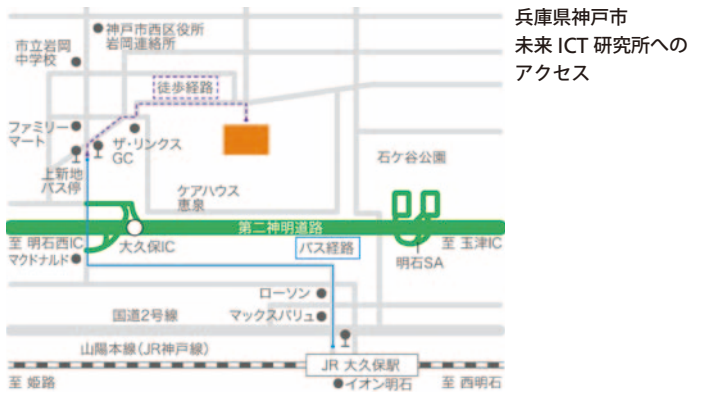 兵庫県神戸市
未来 ICT 研究所への
アクセス
神戸市西区役所
岩岡連絡所
市立岩岡
中学校
徒歩経路
ファミリー
マート
ザ・リンクス
GC
上新地
バス停
石ケ谷公園
ケアハウス
恵泉
第二神明道路
至 明石西IC
大久保IC
バス経路
至 玉津IC
マクドナルド
明石SA
ローソン
国道2号線
マックスバリュ
山陽本線(JR神戸線)
JR 大久保駅
至 姫路
イオン明石
至 西明石